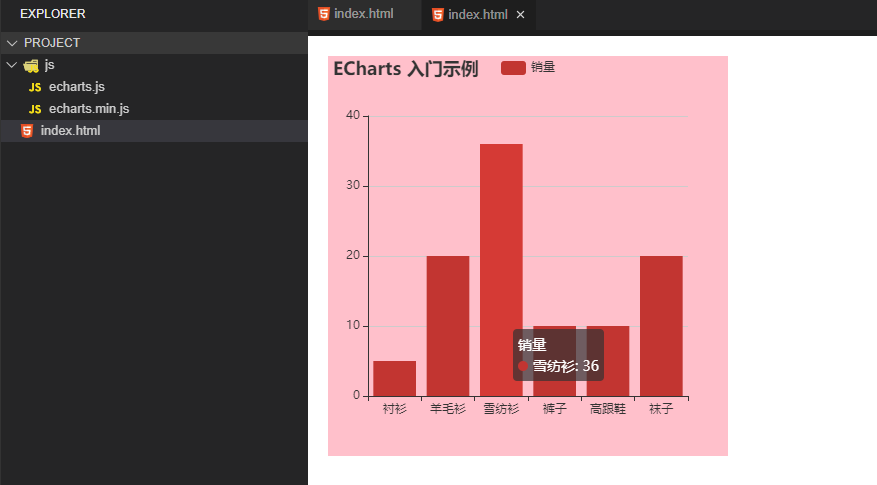 EXPLORER
index.html
index.html
PROJECT
js
JS echarts.js
JS echarts.min.js
index.html
ECharts 入门示例
销量
40
30
20
10
0
销量
雪纺衫: 36
衬衫 羊毛衫 雪纺衫 裤子 高跟鞋 袜子